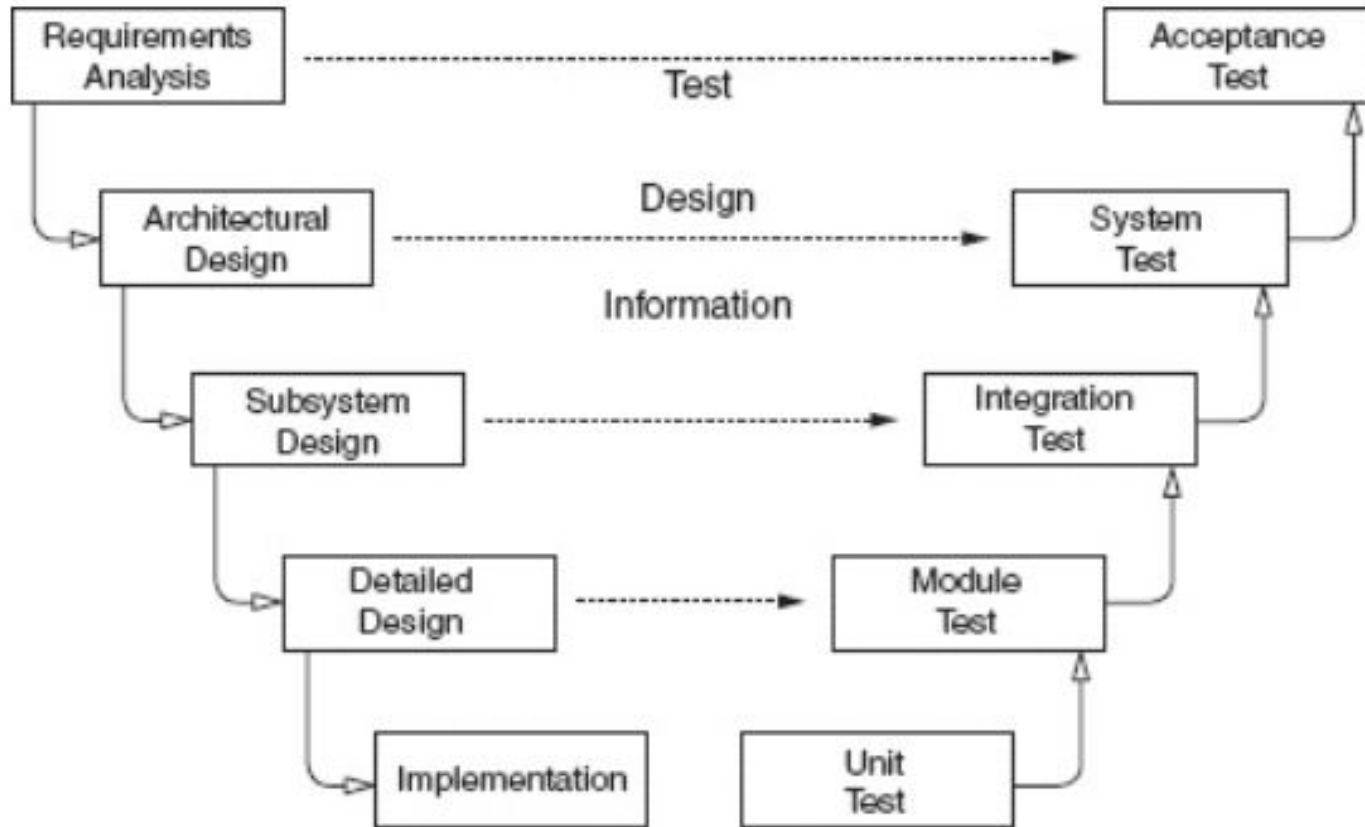 Requirements
Analysis
Acceptance
Test
Test
Architectural
Design
Design
System
Test
Information
Subsystem
Design
Integration
Test
Detailed
Design
Module
Test
Implementation
Unit
Test